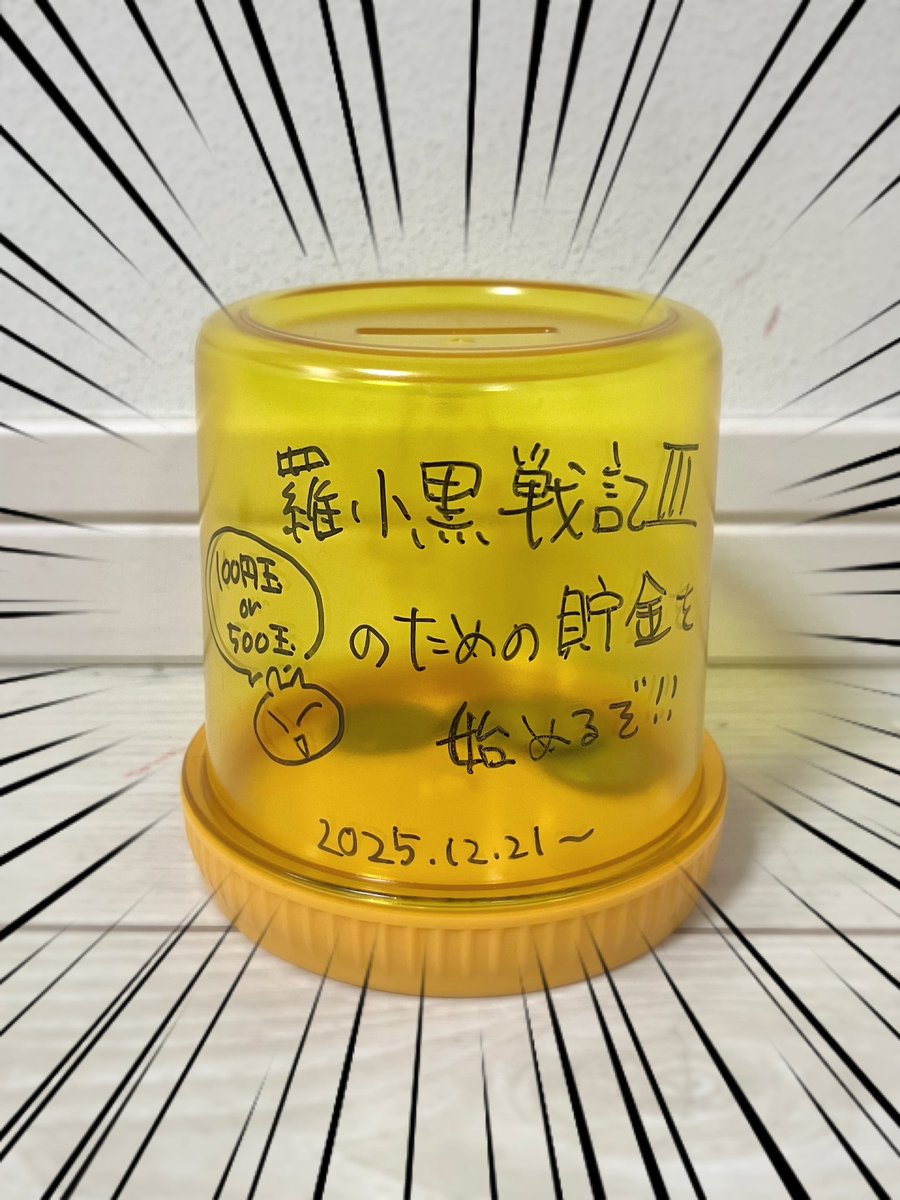 羅小黒戦記Ⅲ
のための貯金を
始めるぞ!!
100円玉
or
500玉
2025.12.21~